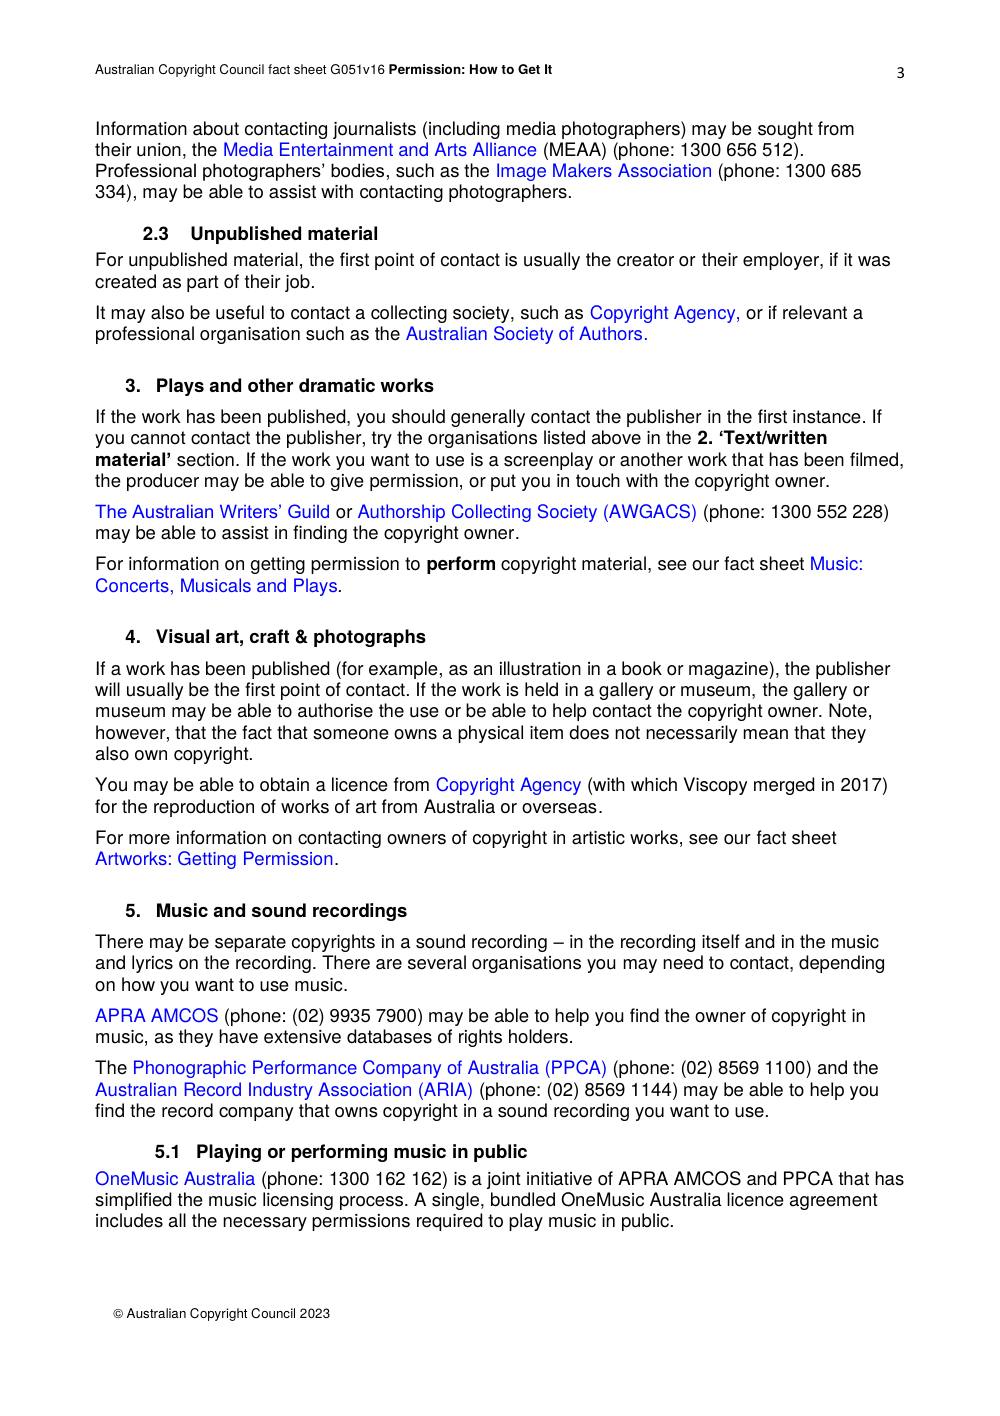 Australian Copyright Council fact sheet G051v16 Permission: How to Get It
3
Information about contacting journalists (including media photographers) may be sought from
their union, the Media Entertainment and Arts Alliance (MEAA) (phone: 1300 656 512).
Professional photographers’ bodies, such as the Image Makers Association (phone: 1300 685
334), may be able to assist with contacting photographers.
2.3 Unpublished material
For unpublished material, the first point of contact is usually the creator or their employer, if it was
created as part of their job.
It may also be useful to contact a collecting society, such as Copyright Agency, or if relevant a
professional organisation such as the Australian Society of Authors.
3. Plays and other dramatic works
If the work has been published, you should generally contact the publisher in the first instance. If
you cannot contact the publisher, try the organisations listed above in the 2. ‘Text/written
material’ section. If the work you want to use is a screenplay or another work that has been filmed,
the producer may be able to give permission, or put you in touch with the copyright owner.
The Australian Writers’ Guild or Authorship Collecting Society (AWGACS) (phone: 1300 552 228)
may be able to assist in finding the copyright owner.
For information on getting permission to perform copyright material, see our fact sheet Music:
Concerts, Musicals and Plays.
4. Visual art, craft & photographs
If a work has been published (for example, as an illustration in a book or magazine), the publisher
will usually be the first point of contact. If the work is held in a gallery or museum, the gallery or
museum may be able to authorise the use or be able to help contact the copyright owner. Note,
however, that the fact that someone owns a physical item does not necessarily mean that they
also own copyright.
You may be able to obtain a licence from Copyright Agency (with which Viscopy merged in 2017)
for the reproduction of works of art from Australia or overseas.
For more information on contacting owners of copyright in artistic works, see our fact sheet
Artworks: Getting Permission.
5. Music and sound recordings
There may be separate copyrights in a sound recording – in the recording itself and in the music
and lyrics on the recording. There are several organisations you may need to contact, depending
on how you want to use music.
APRA AMCOS (phone: (02) 9935 7900) may be able to help you find the owner of copyright in
music, as they have extensive databases of rights holders.
The Phonographic Performance Company of Australia (PPCA) (phone: (02) 8569 1100) and the
Australian Record Industry Association (ARIA) (phone: (02) 8569 1144) may be able to help you
find the record company that owns copyright in a sound recording you want to use.
5.1 Playing or performing music in public
OneMusic Australia (phone: 1300 162 162) is a joint initiative of APRA AMCOS and PPCA that has
simplified the music licensing process. A single, bundled OneMusic Australia licence agreement
includes all the necessary permissions required to play music in public.
© Australian Copyright Council 2023